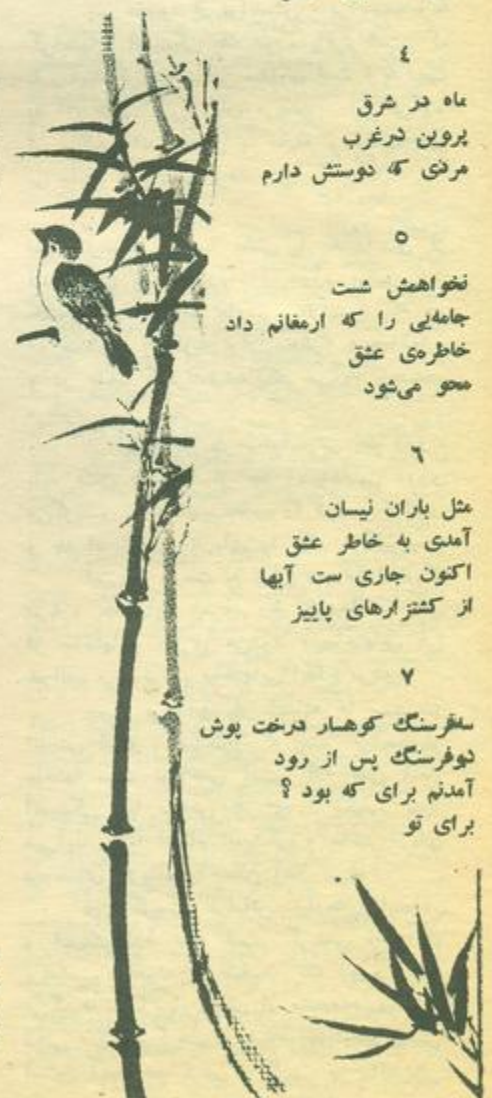 ٤
ماه در شرق
پروین درغرب
مردی که دوستش دارم
٥
نخواهمش شست
جامه‌یی را که ارمغانم داد
خاطره‌ی عشق
محو می‌شود
٦
مثل باران نیسان
آمدی به خاطر عشق
اکنون جاری ست آبها
از کشتزارهای پاییز
٧
سه‌فرسنگ کوهسار درخت پوش
دوفرسنگ پس از رود
آمدنم برای که بود ؟
برای تو